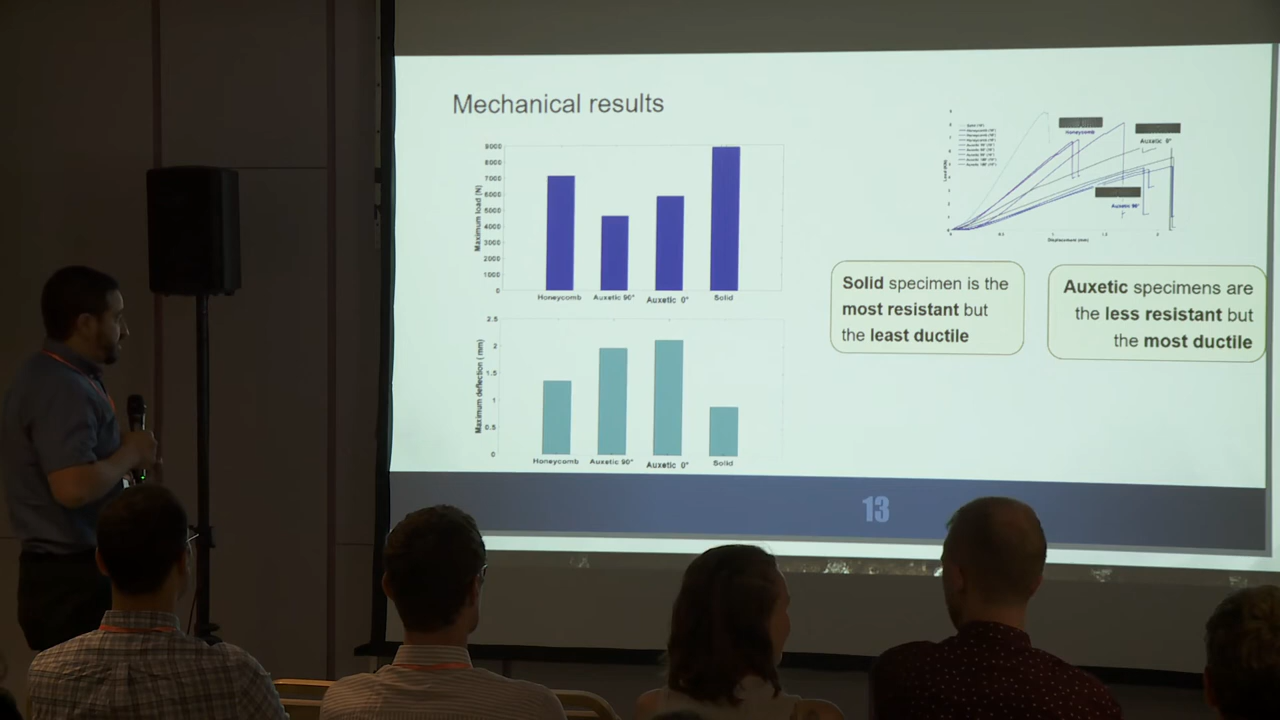 Mechanical results
9000
8000
7000
6000
5000
4000
3000
2000
1000
0
Maximum load (N)
Honeycomb
Auxetic 90°
Auxetic 0°
Solid
2.5
2
1.5
1
0.5
0
Maximum deflection (mm)
Honeycomb
Auxetic 90°
Auxetic 0°
Solid
Honeycomb
Auxetic 0°
Auxetic 90°
Displacement (mm)
Solid specimen is the
most resistant but
the least ductile
Auxetic specimens are
the less resistant but
the most ductile
13